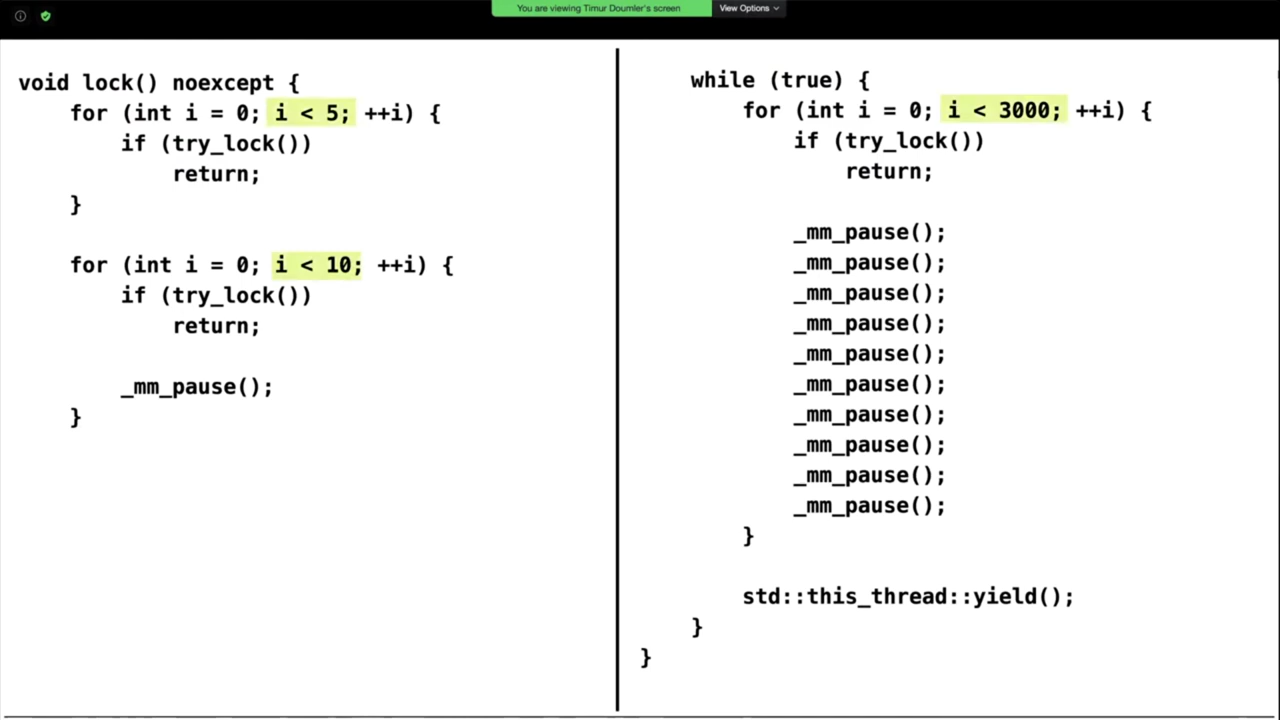 You are viewing Timur Doumler's screen
View Options
void lock() noexcept {
for (int i = 0; i < 5; ++i) {
if (try_lock())
return;
}
for (int i = 0; i < 10; ++i) {
if (try_lock())
return;
_mm_pause();
}
while (true) {
for (int i = 0; i < 3000; ++i) {
if (try_lock())
return;
_mm_pause();
_mm_pause();
_mm_pause();
_mm_pause();
_mm_pause();
_mm_pause();
_mm_pause();
_mm_pause();
_mm_pause();
_mm_pause();
}
std::this_thread::yield();
}
}